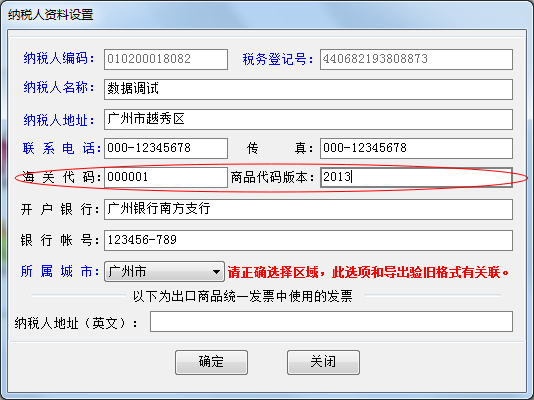 纳税人资料设置
纳税人编码: 010200018082 税务登记号: 440682193808873
纳税人名称: 数据调试
纳税人地址: 广州市越秀区
联 系 电 话: 000-12345678 传 真: 000-12345678
海 关 代 码: 000001 商品代码版本: 2013
开 户 银 行: 广州银行南方支行
银 行 帐 号: 123456-789
所 属 城 市: 广州市 请正确选择区域，此选项和导出验旧格式有关联。
以下为出口商品统一发票中使用的发票
纳税人地址（英文）:
确定 关闭